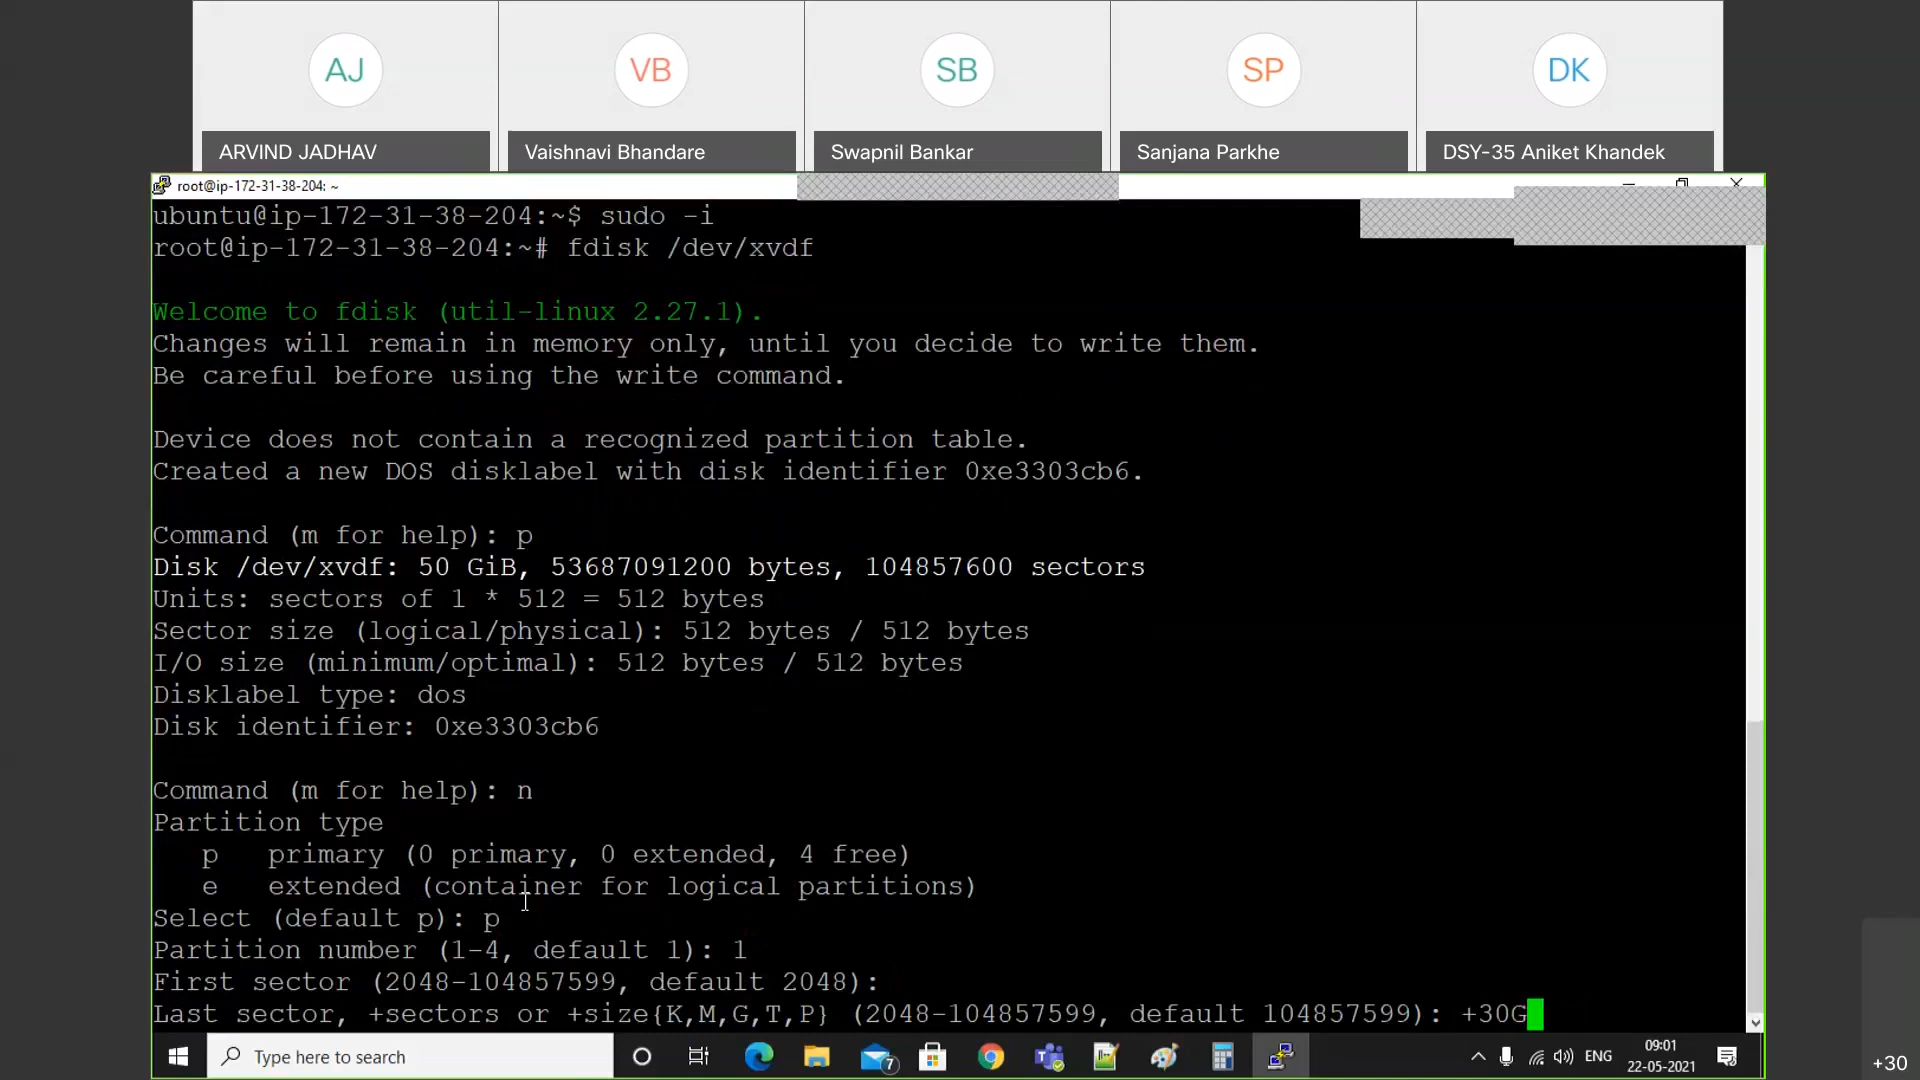 AJ VB SB SP DK
ARVIND JADHAV Vaishnavi Bhandare Swapnil Bankar Sanjana Parkhe DSY-35 Aniket Khandek
root@ip-172-31-38-204: ~
ubuntu@ip-172-31-38-204:~$ sudo -i
root@ip-172-31-38-204:~# fdisk /dev/xvdf
Welcome to fdisk (util-linux 2.27.1).
Changes will remain in memory only, until you decide to write them.
Be careful before using the write command.
Device does not contain a recognized partition table.
Created a new DOS disklabel with disk identifier 0xe3303cb6.
Command (m for help): p
Disk /dev/xvdf: 50 GiB, 53687091200 bytes, 104857600 sectors
Units: sectors of 1 * 512 = 512 bytes
Sector size (logical/physical): 512 bytes / 512 bytes
I/O size (minimum/optimal): 512 bytes / 512 bytes
Disklabel type: dos
Disk identifier: 0xe3303cb6
Command (m for help): n
Partition type
p primary (0 primary, 0 extended, 4 free)
e extended (container for logical partitions)
Select (default p): p
Partition number (1-4, default 1): 1
First sector (2048-104857599, default 2048):
Last sector, +sectors or +size{K,M,G,T,P} (2048-104857599, default 104857599): +30G
Type here to search 7 ENG 09:01
22-05-2021
+30